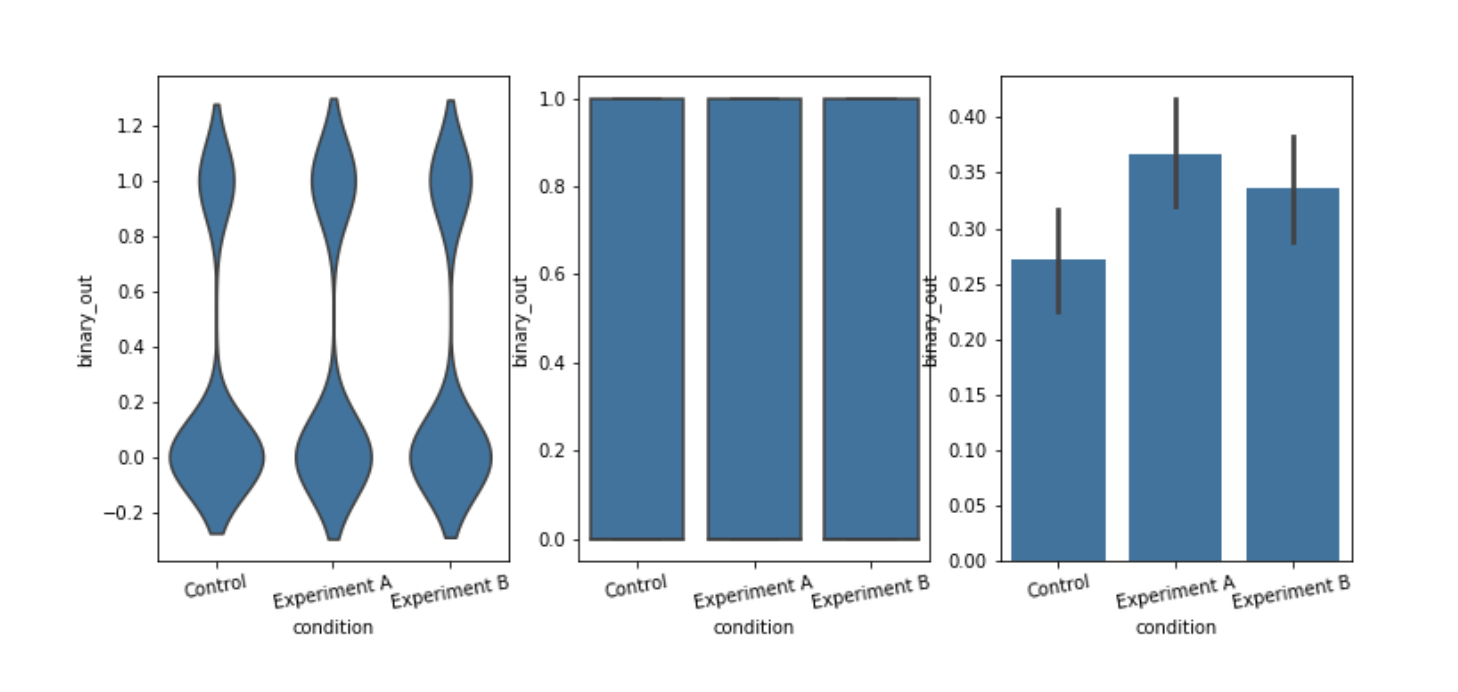 binary_out
1.2
1.0
0.8
0.6
0.4
0.2
0.0
−0.2
Control
Experiment A
Experiment B
condition
binary_out
1.0
0.8
0.6
0.4
0.2
0.0
Control
Experiment A
Experiment B
condition
binary_out
0.40
0.35
0.30
0.25
0.20
0.15
0.10
0.05
0.00
Control
Experiment A
Experiment B
condition